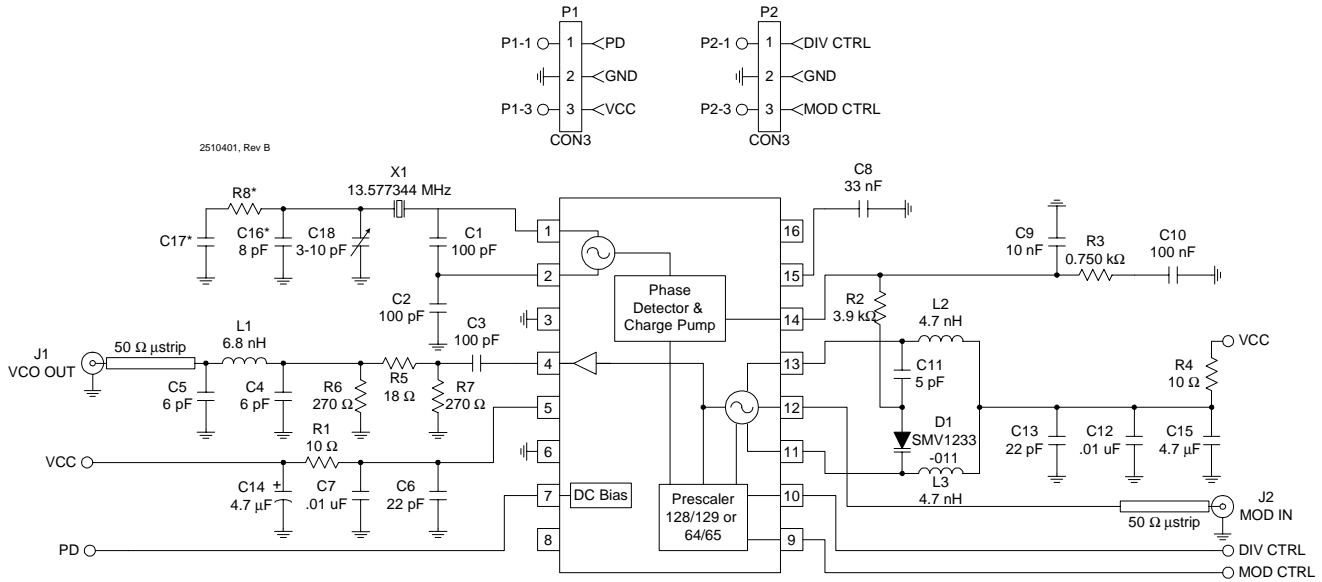 P1
P1-1
1
PD
2
GND
P1-3
3
VCC
CON3
P2
P2-1
1
DIV CTRL
2
GND
P2-3
3
MOD CTRL
CON3
2510401, Rev B
R8*
C17*
C16*
8 pF
C18
3-10 pF
X1
13.577344 MHz
C1
100 pF
C2
100 pF
C3
100 pF
J1
VCO OUT
50 Ω µstrip
L1
6.8 nH
C5
6 pF
C4
6 pF
R6
270 Ω
R5
18 Ω
R7
270 Ω
VCC
R1
10 Ω
+
C14
4.7 µF
C7
.01 uF
C6
22 pF
PD
1
2
3
4
5
6
7
8
DC Bias
Phase
Detector &
Charge Pump
Prescaler
128/129 or
64/65
16
15
14
13
12
11
10
9
C8
33 nF
C9
10 nF
R3
0.750 kΩ
C10
100 nF
R2
3.9 kΩ
L2
4.7 nH
C11
5 pF
D1
SMV1233
-011
L3
4.7 nH
VCC
R4
10 Ω
C13
22 pF
C12
.01 uF
C15
4.7 µF
50 Ω µstrip
J2
MOD IN
DIV CTRL
MOD CTRL